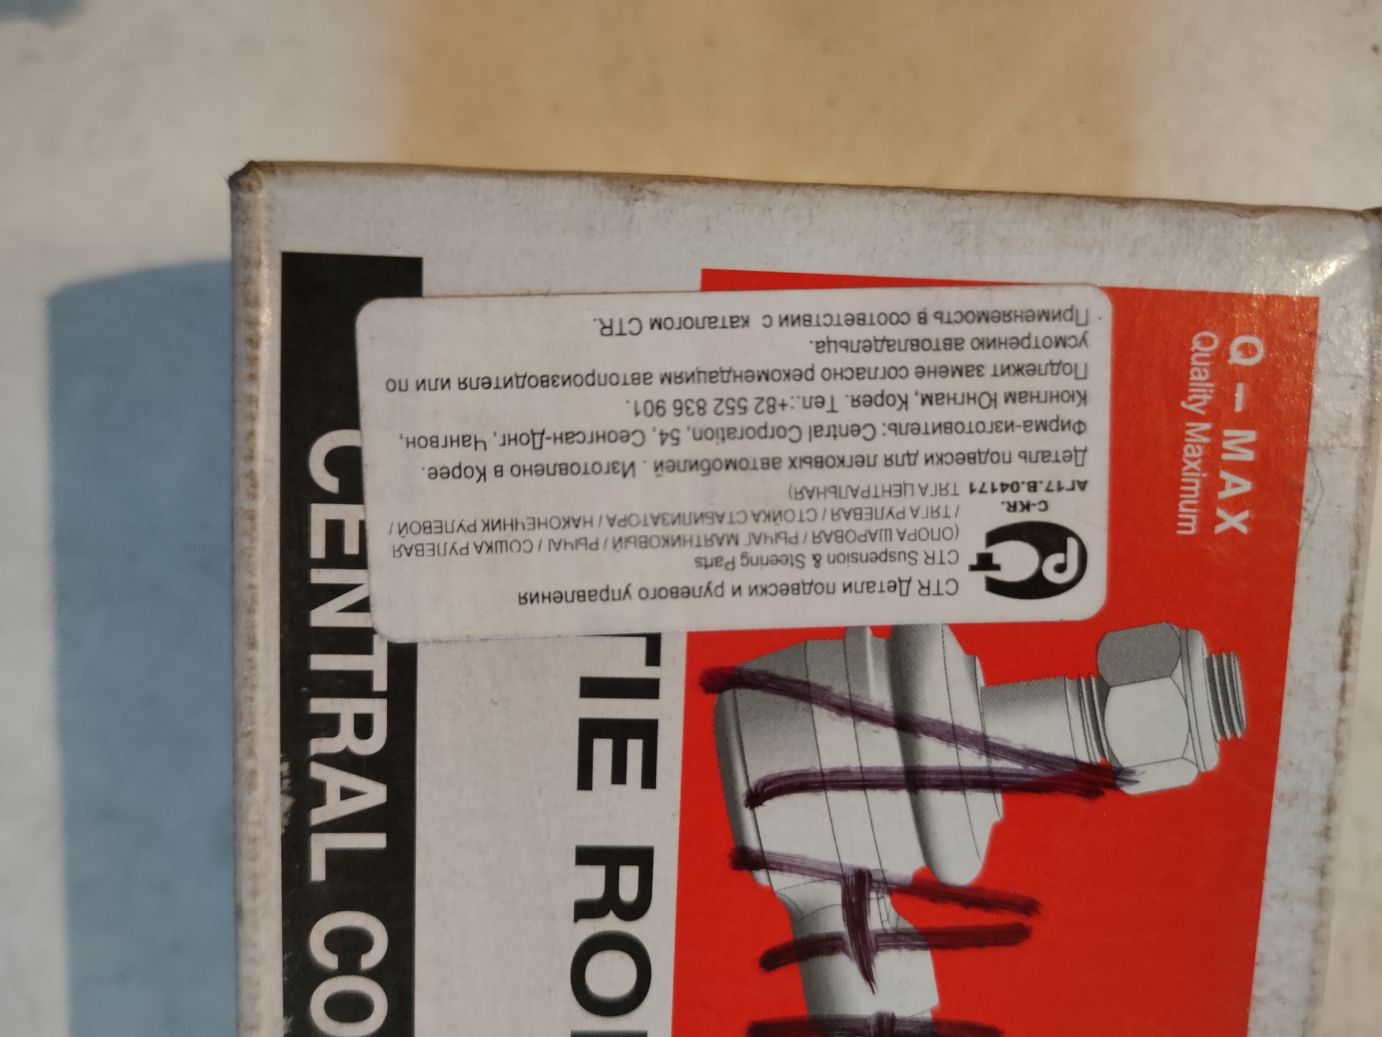 CTR Детали подвески и рулевого управления
CTR Suspension & Steering Parts
(ОПОРА ШАРОВАЯ / РЫЧАГ МАЯТНИКОВЫЙ / РЫЧАГ / СОШКА РУЛЕВАЯ
/ ТЯГА РУЛЕВАЯ / СТОЙКА СТАБИЛИЗАТОРА / НАКОНЕЧНИК РУЛЕВОЙ /
ТЯГА ЦЕНТРАЛЬНАЯ)
РСТ
C-KR.
АГ17.В.04171
Деталь подвески для легковых автомобилей . Изготовлено в Корее.
Фирма-изготовитель: Central Corporation, 54, Сеонгсан-Донг, Чангвон,
Кюнгнам Юнгнам, Корея. Тел.:+82 552 836 901.
Подлежит замене согласно рекомендациям автопроизводителя или по
усмотрению автовладельца.
Применяемость в соответствии с каталогом CTR.
Q–MAX
Quality Maximum
TIE RO
CENTRAL CO